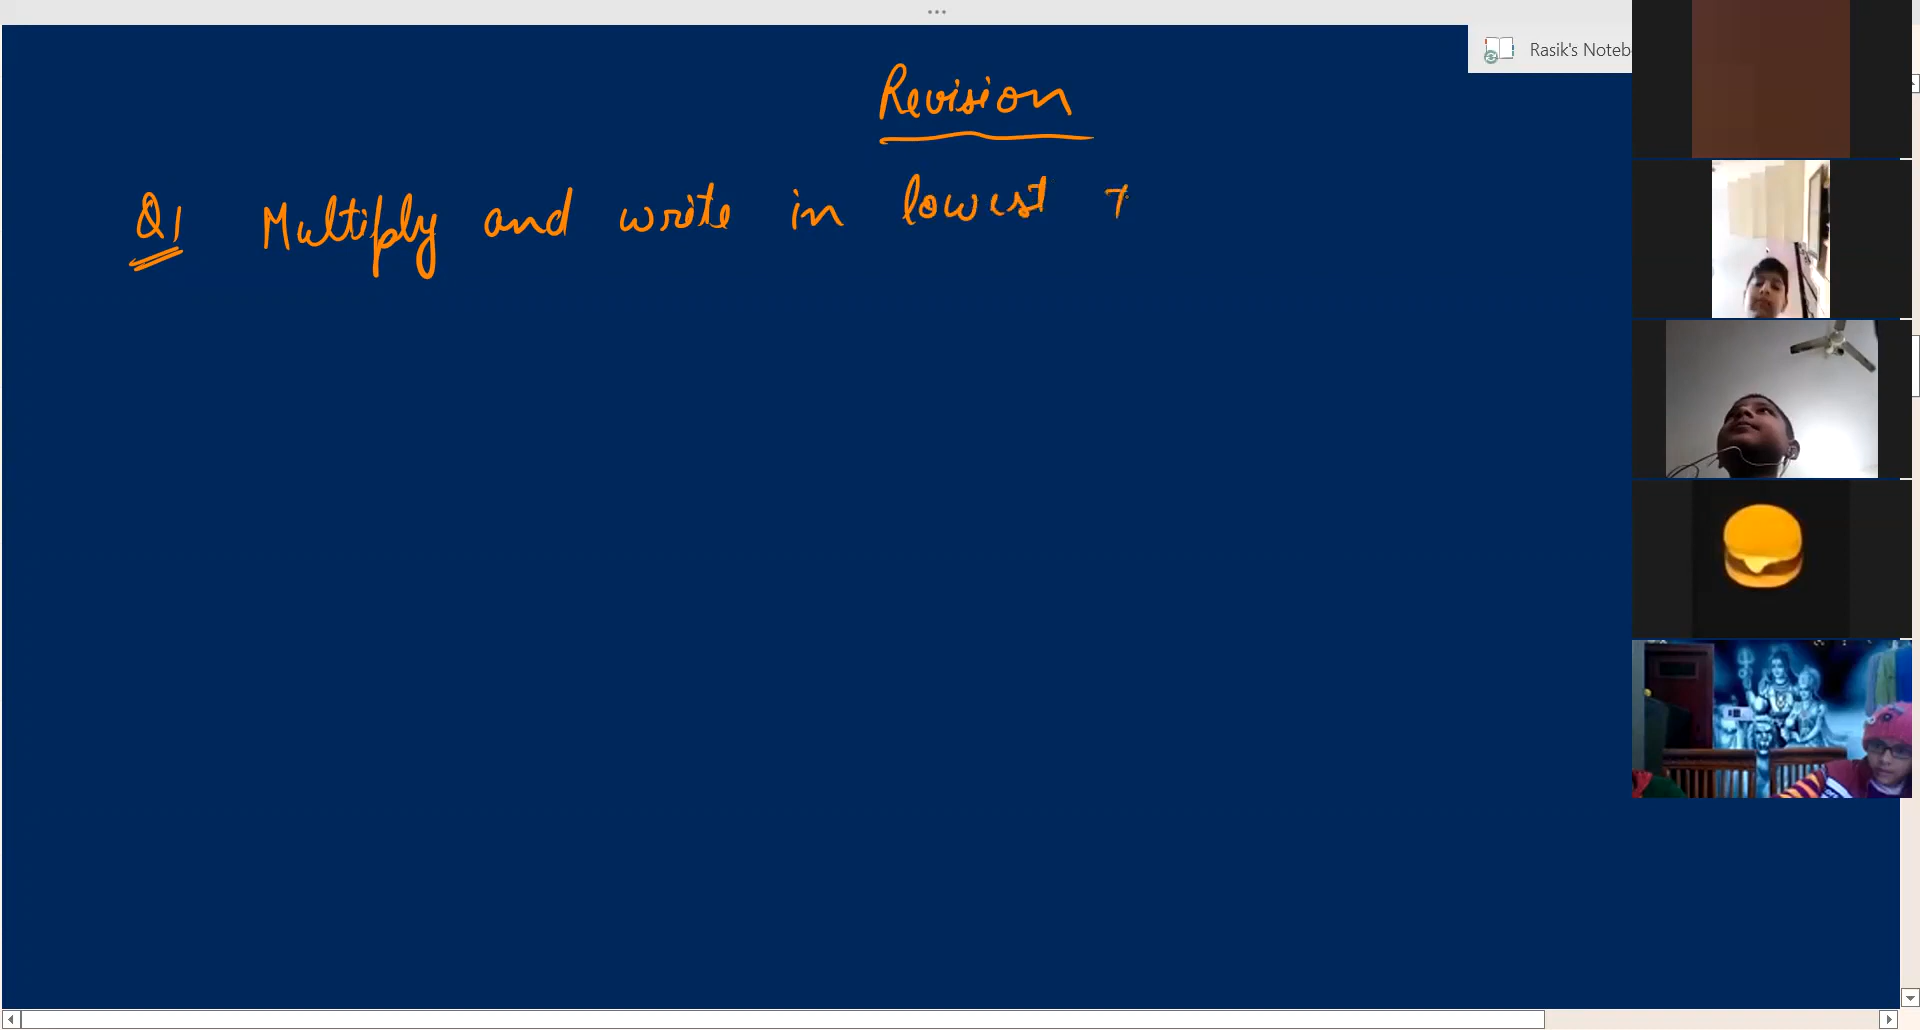 Rasik's Noteb
Revision
Q1 Multiply and write in lowest